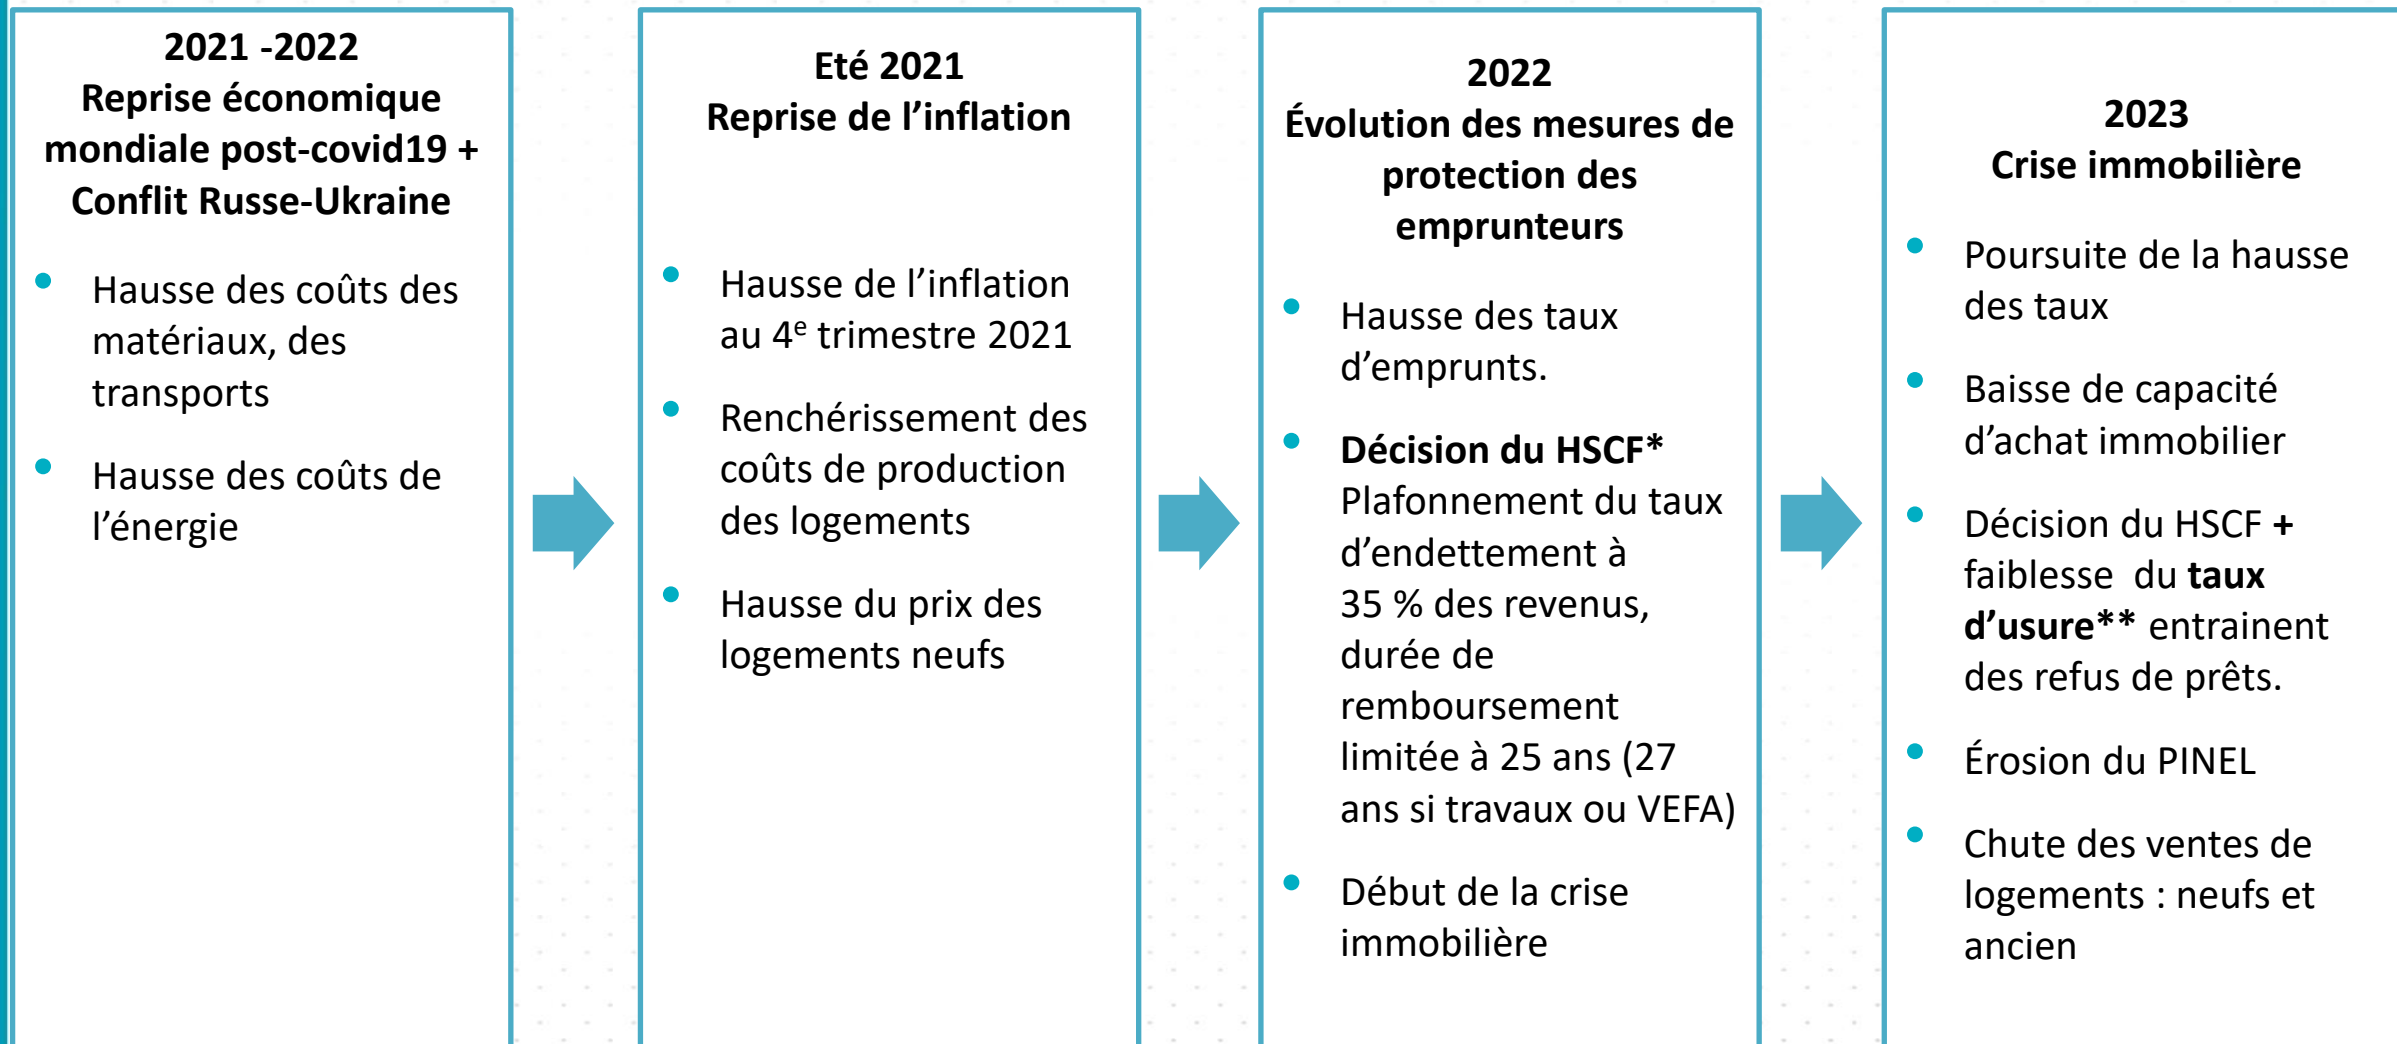 2021 -2022
Reprise économique
mondiale post-covid19 +
Conflit Russe-Ukraine
• Hausse des coûts des
matériaux, des
transports
• Hausse des coûts de
l’énergie
Eté 2021
Reprise de l’inflation
• Hausse de l’inflation
au 4e trimestre 2021
• Renchérissement des
coûts de production
des logements
• Hausse du prix des
logements neufs
2022
Évolution des mesures de
protection des
emprunteurs
• Hausse des taux
d’emprunts.
• Décision du HSCF*
Plafonnement du taux
d’endettement à
35 % des revenus,
durée de
remboursement
limitée à 25 ans (27
ans si travaux ou VEFA)
• Début de la crise
immobilière
2023
Crise immobilière
• Poursuite de la hausse
des taux
• Baisse de capacité
d’achat immobilier
• Décision du HSCF +
faiblesse du taux
d’usure** entrainent
des refus de prêts.
• Érosion du PINEL
• Chute des ventes de
logements : neufs et
ancien